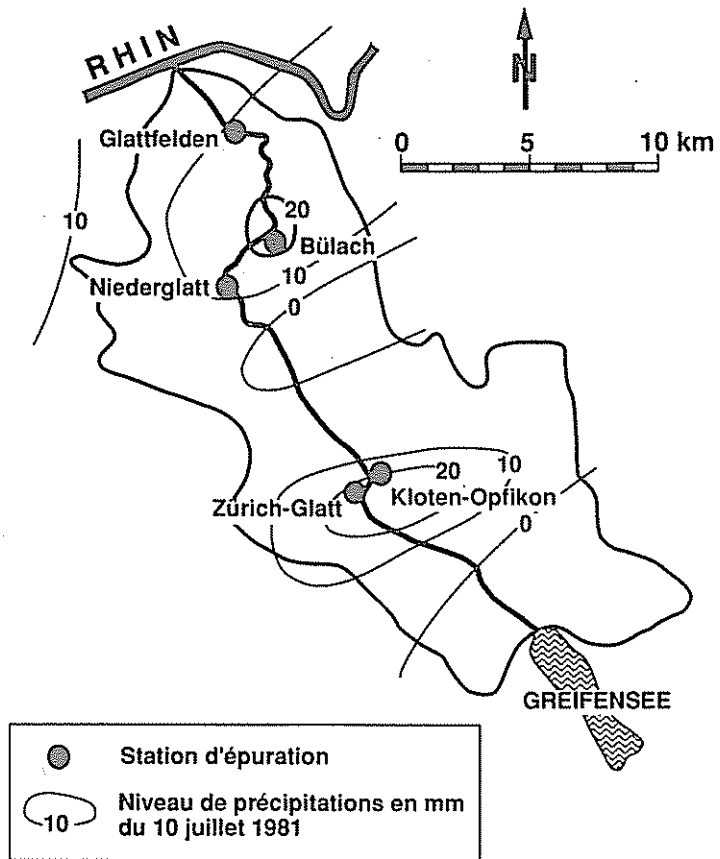 RHIN
N
Glattfelden
0 5 10 km
10
20
Bülach
Niederglatt
10
0
10
20
Zürich-Glatt
Kloten-Opfikon
0
GREIFENSEE
Station d'épuration
10
Niveau de précipitations en mm
du 10 juillet 1981